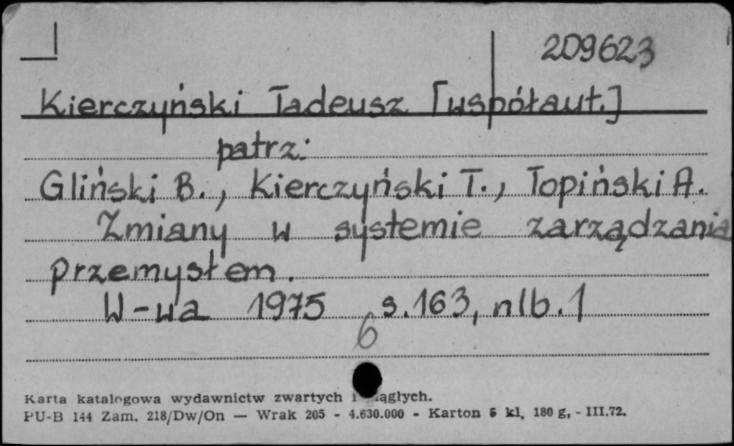 209623
Kierczyński Tadeusz [współaut.]
patrz:
Gliński B., Kierczyński T., Topiński A.
Zmiany w systemie zarządzania
przemysłem.
W-wa 1975 s.163, nlb.1
6
Karta katalogowa wydawnictw zwartych i ciągłych.
PU-B 144 Zam. 218/Dw/On — Wrak 205 - 4.630.000 - Karton 5 kl, 180 g, - III.72.